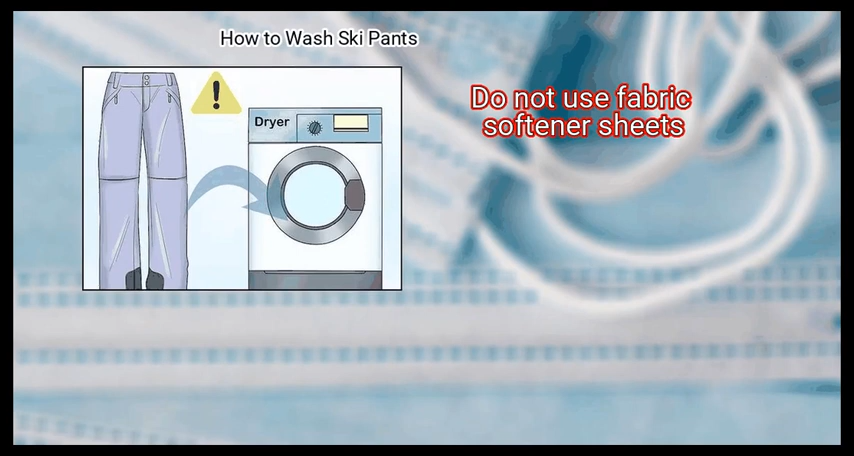 How to Wash Ski Pants
Dryer
Do not use fabric
softener sheets